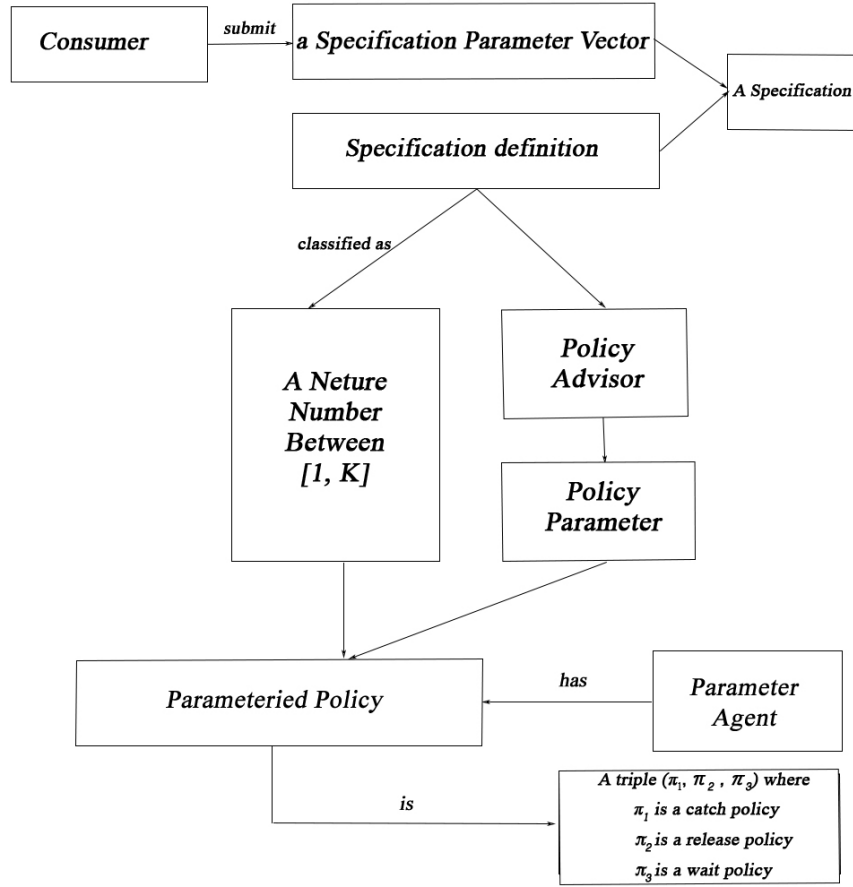 Consumer
submit
a Specification Parameter Vector
A Specification
Specification definition
classified as
A Neture
Number
Between
[1, K]
Policy
Advisor
Policy
Parameter
Parameteried Policy
has
Parameter
Agent
is
A triple (π₁, π₂ , π₃) where
π₁ is a catch policy
π₂ is a release policy
π₃ is a wait policy